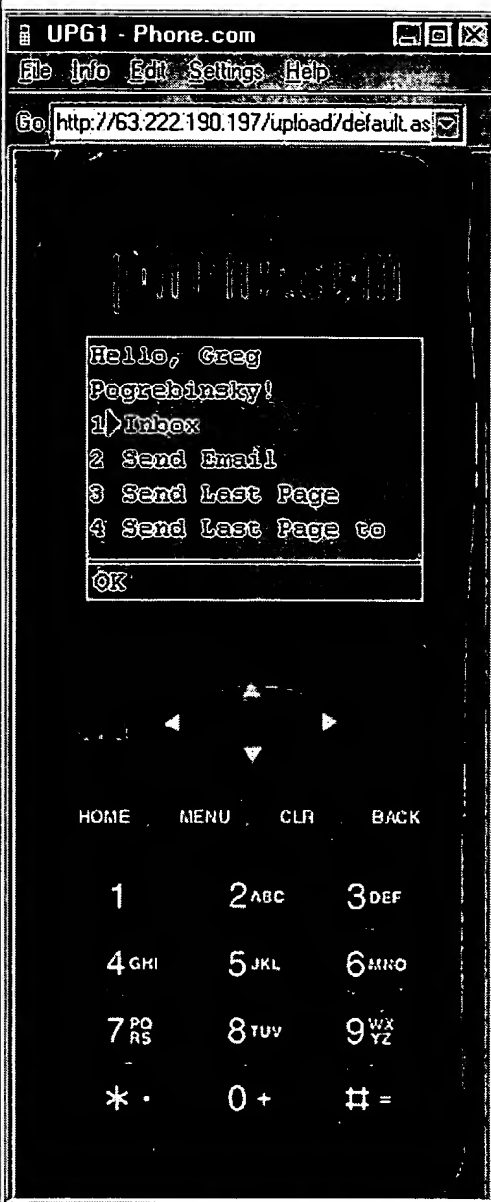 UPG1 - Phone.com
File Info Edit Settings Help
Go http://63.222.190.197/upload/default.as
Hello, Greg
Pogrebinsky!
1 Inbox
2 Send Email
3 Send Last Page
4 Send Last Page to
OK
HOME MENU CLR BACK
1 2 ABC 3 DEF
4 GHI 5 JKL 6 MNO
7 PQ RS 8 TUV 9 WX YZ
* . 0 + # =